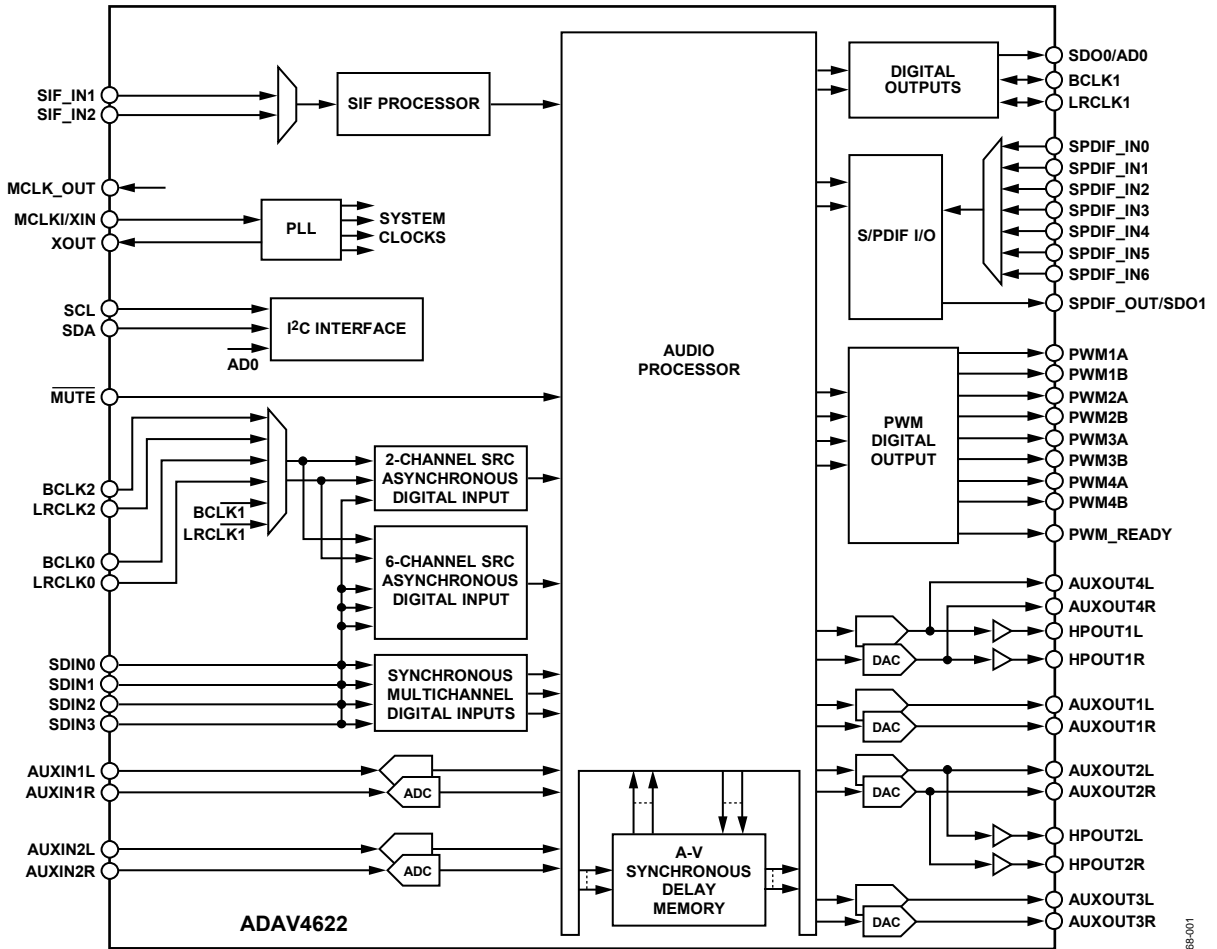 SIF_IN1
SIF_IN2
SIF PROCESSOR
MCLK_OUT
MCLKI/XIN
XOUT
PLL
SYSTEM
CLOCKS
SCL
SDA
I2C INTERFACE
AD0
MUTE
BCLK2
LRCLK2
BCLK1
LRCLK1
BCLK0
LRCLK0
2-CHANNEL SRC
ASYNCHRONOUS
DIGITAL INPUT
6-CHANNEL SRC
ASYNCHRONOUS
DIGITAL INPUT
SDIN0
SDIN1
SDIN2
SDIN3
SYNCHRONOUS
MULTICHANNEL
DIGITAL INPUTS
AUXIN1L
AUXIN1R
ADC
AUXIN2L
AUXIN2R
ADC
ADAV4622
AUDIO
PROCESSOR
A-V
SYNCHRONOUS
DELAY
MEMORY
DIGITAL
OUTPUTS
SDO0/AD0
BCLK1
LRCLK1
S/PDIF I/O
SPDIF_IN0
SPDIF_IN1
SPDIF_IN2
SPDIF_IN3
SPDIF_IN4
SPDIF_IN5
SPDIF_IN6
SPDIF_OUT/SDO1
PWM
DIGITAL
OUTPUT
PWM1A
PWM1B
PWM2A
PWM2B
PWM3A
PWM3B
PWM4A
PWM4B
PWM_READY
AUXOUT4L
AUXOUT4R
HPOUT1L
HPOUT1R
DAC
AUXOUT1L
AUXOUT1R
DAC
AUXOUT2L
AUXOUT2R
DAC
HPOUT2L
HPOUT2R
AUXOUT3L
AUXOUT3R
DAC
68-001